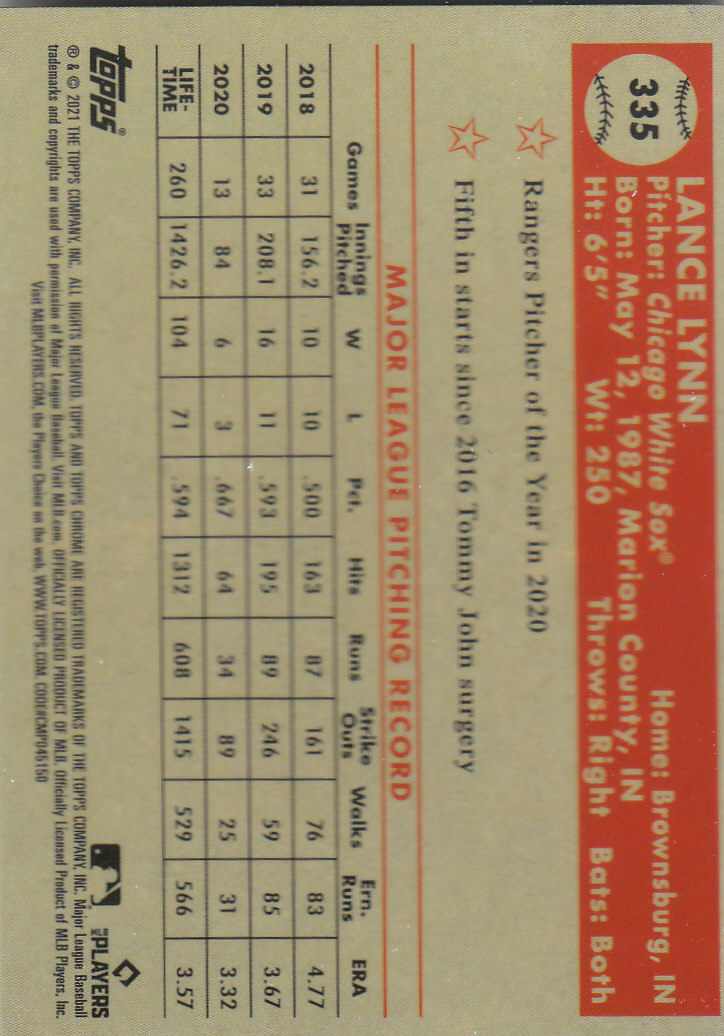 335
LANCE LYNN
Pitcher: Chicago White Sox® Home: Brownsburg, IN
Born: May 12, 1987, Marion County, IN
Ht: 6'5" Wt: 250 Throws: Right Bats: Both
Rangers Pitcher of the Year in 2020
Fifth in starts since 2016 Tommy John surgery
MAJOR LEAGUE PITCHING RECORD
Games Innings Pitched W L Pct. Hits Runs Strike Outs Walks Ern. Runs ERA
2018 31 156.2 10 10 .500 163 87 161 76 83 4.77
2019 33 208.1 16 11 .593 195 89 246 59 85 3.67
2020 13 84 6 3 .667 64 34 89 25 31 3.32
LIFE-TIME 260 1426.2 104 71 .594 1312 608 1415 529 566 3.57
topps®
MLB PLAYERS
® & © 2021 THE TOPPS COMPANY, INC. ALL RIGHTS RESERVED. TOPPS AND TOPPS CHROME ARE REGISTERED TRADEMARKS OF THE TOPPS COMPANY, INC. Major League Baseball
trademarks and copyrights are used with permission of Major League Baseball. Visit MLB.com. OFFICIALLY LICENSED PRODUCT OF MLB. Officially Licensed Product of MLB Players, Inc.
Visit MLBPLAYERS.COM, the Players Choice on the web. WWW.TOPPS.COM. CODE#CMP045150